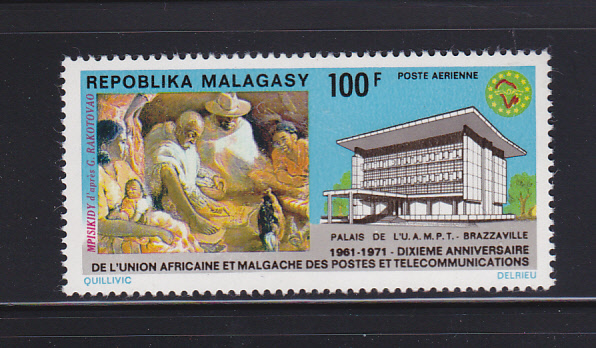 REPOBLIKA MALAGASY
100F
POSTE AERIENNE
MPISIKIDY d'après G. RAKOTOVAO
PALAIS DE L'U.A.M.P.T. - BRAZZAVILLE
1961-1971 - DIXIEME ANNIVERSAIRE
DE L'UNION AFRICAINE ET MALGACHE DES POSTES ET TELECOMMUNICATIONS
QUILLIVIC
DELRIEU